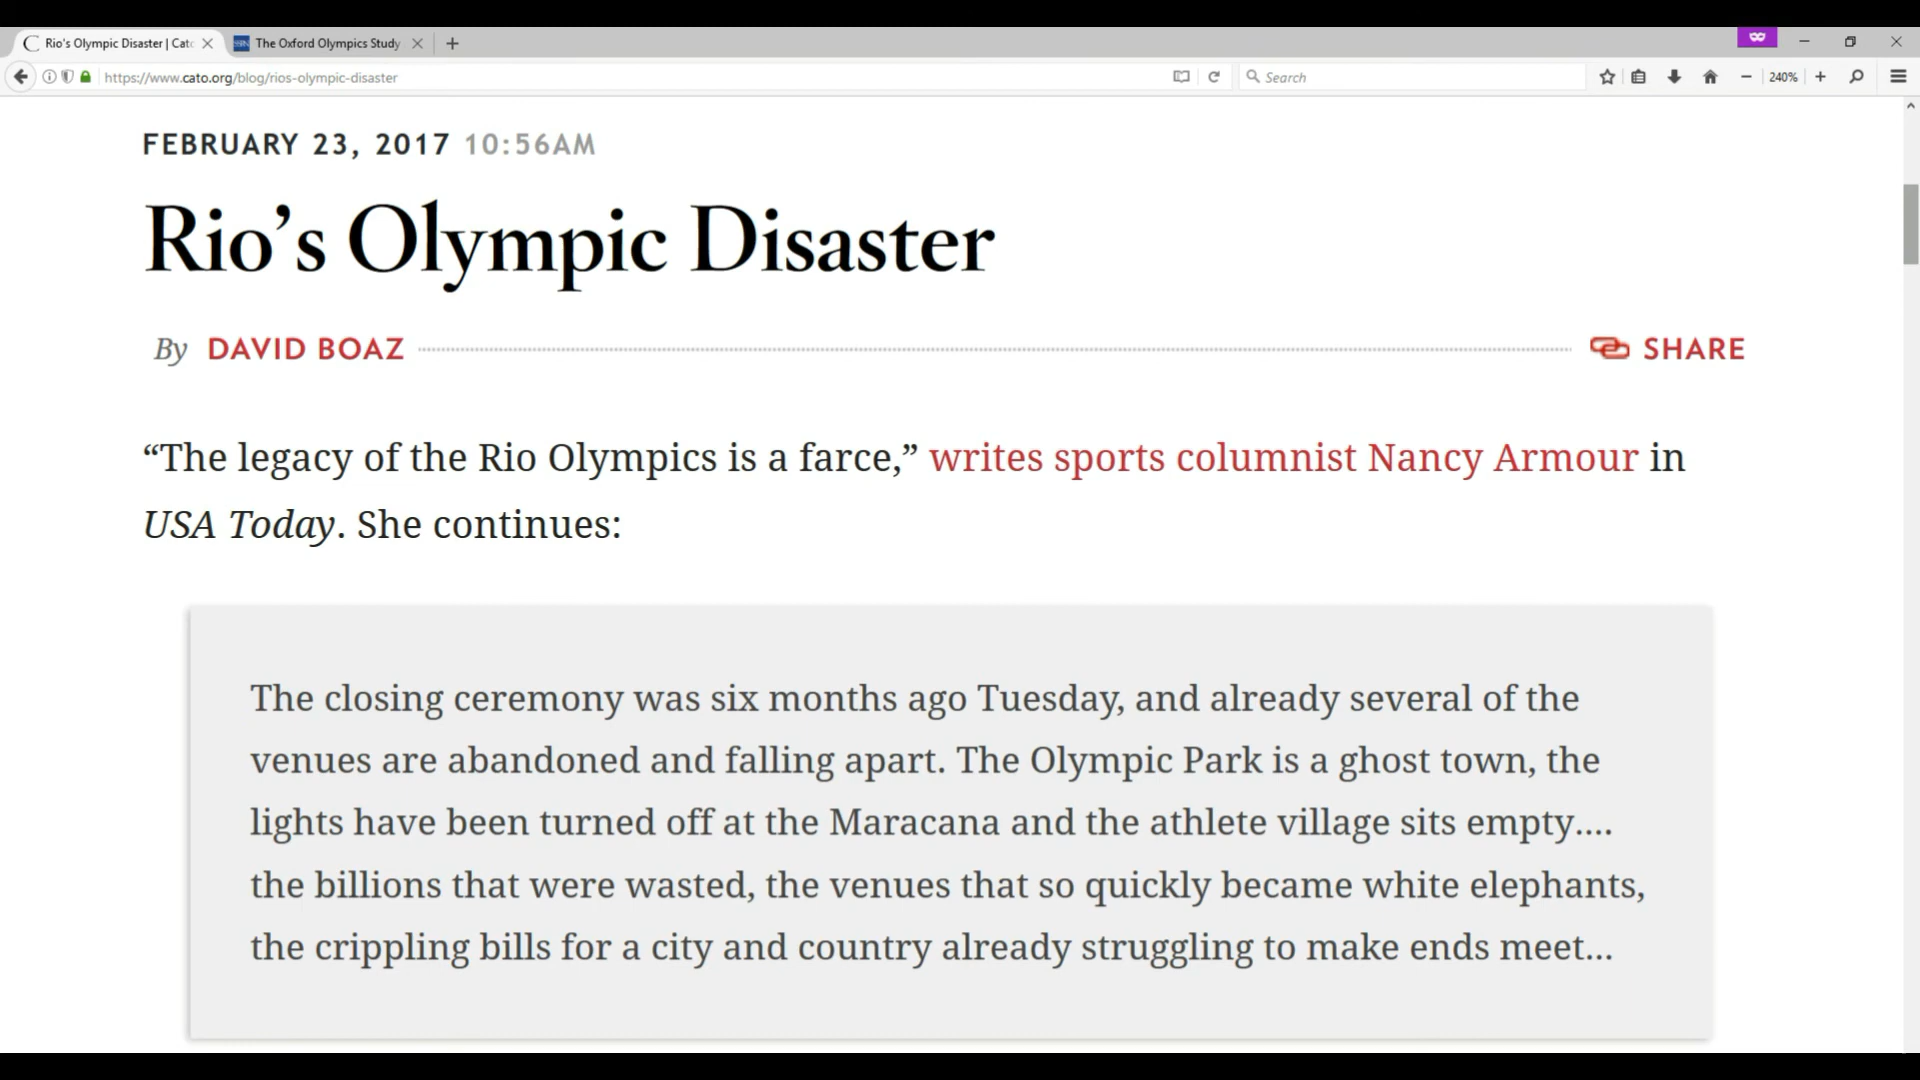 Rio's Olympic Disaster | Cat
SSRN The Oxford Olympics Study
https://www.cato.org/blog/rios-olympic-disaster
Search
240%
FEBRUARY 23, 2017 10:56AM
Rio’s Olympic Disaster
By DAVID BOAZ
SHARE
“The legacy of the Rio Olympics is a farce,” writes sports columnist Nancy Armour in
USA Today. She continues:
The closing ceremony was six months ago Tuesday, and already several of the
venues are abandoned and falling apart. The Olympic Park is a ghost town, the
lights have been turned off at the Maracana and the athlete village sits empty....
the billions that were wasted, the venues that so quickly became white elephants,
the crippling bills for a city and country already struggling to make ends meet...